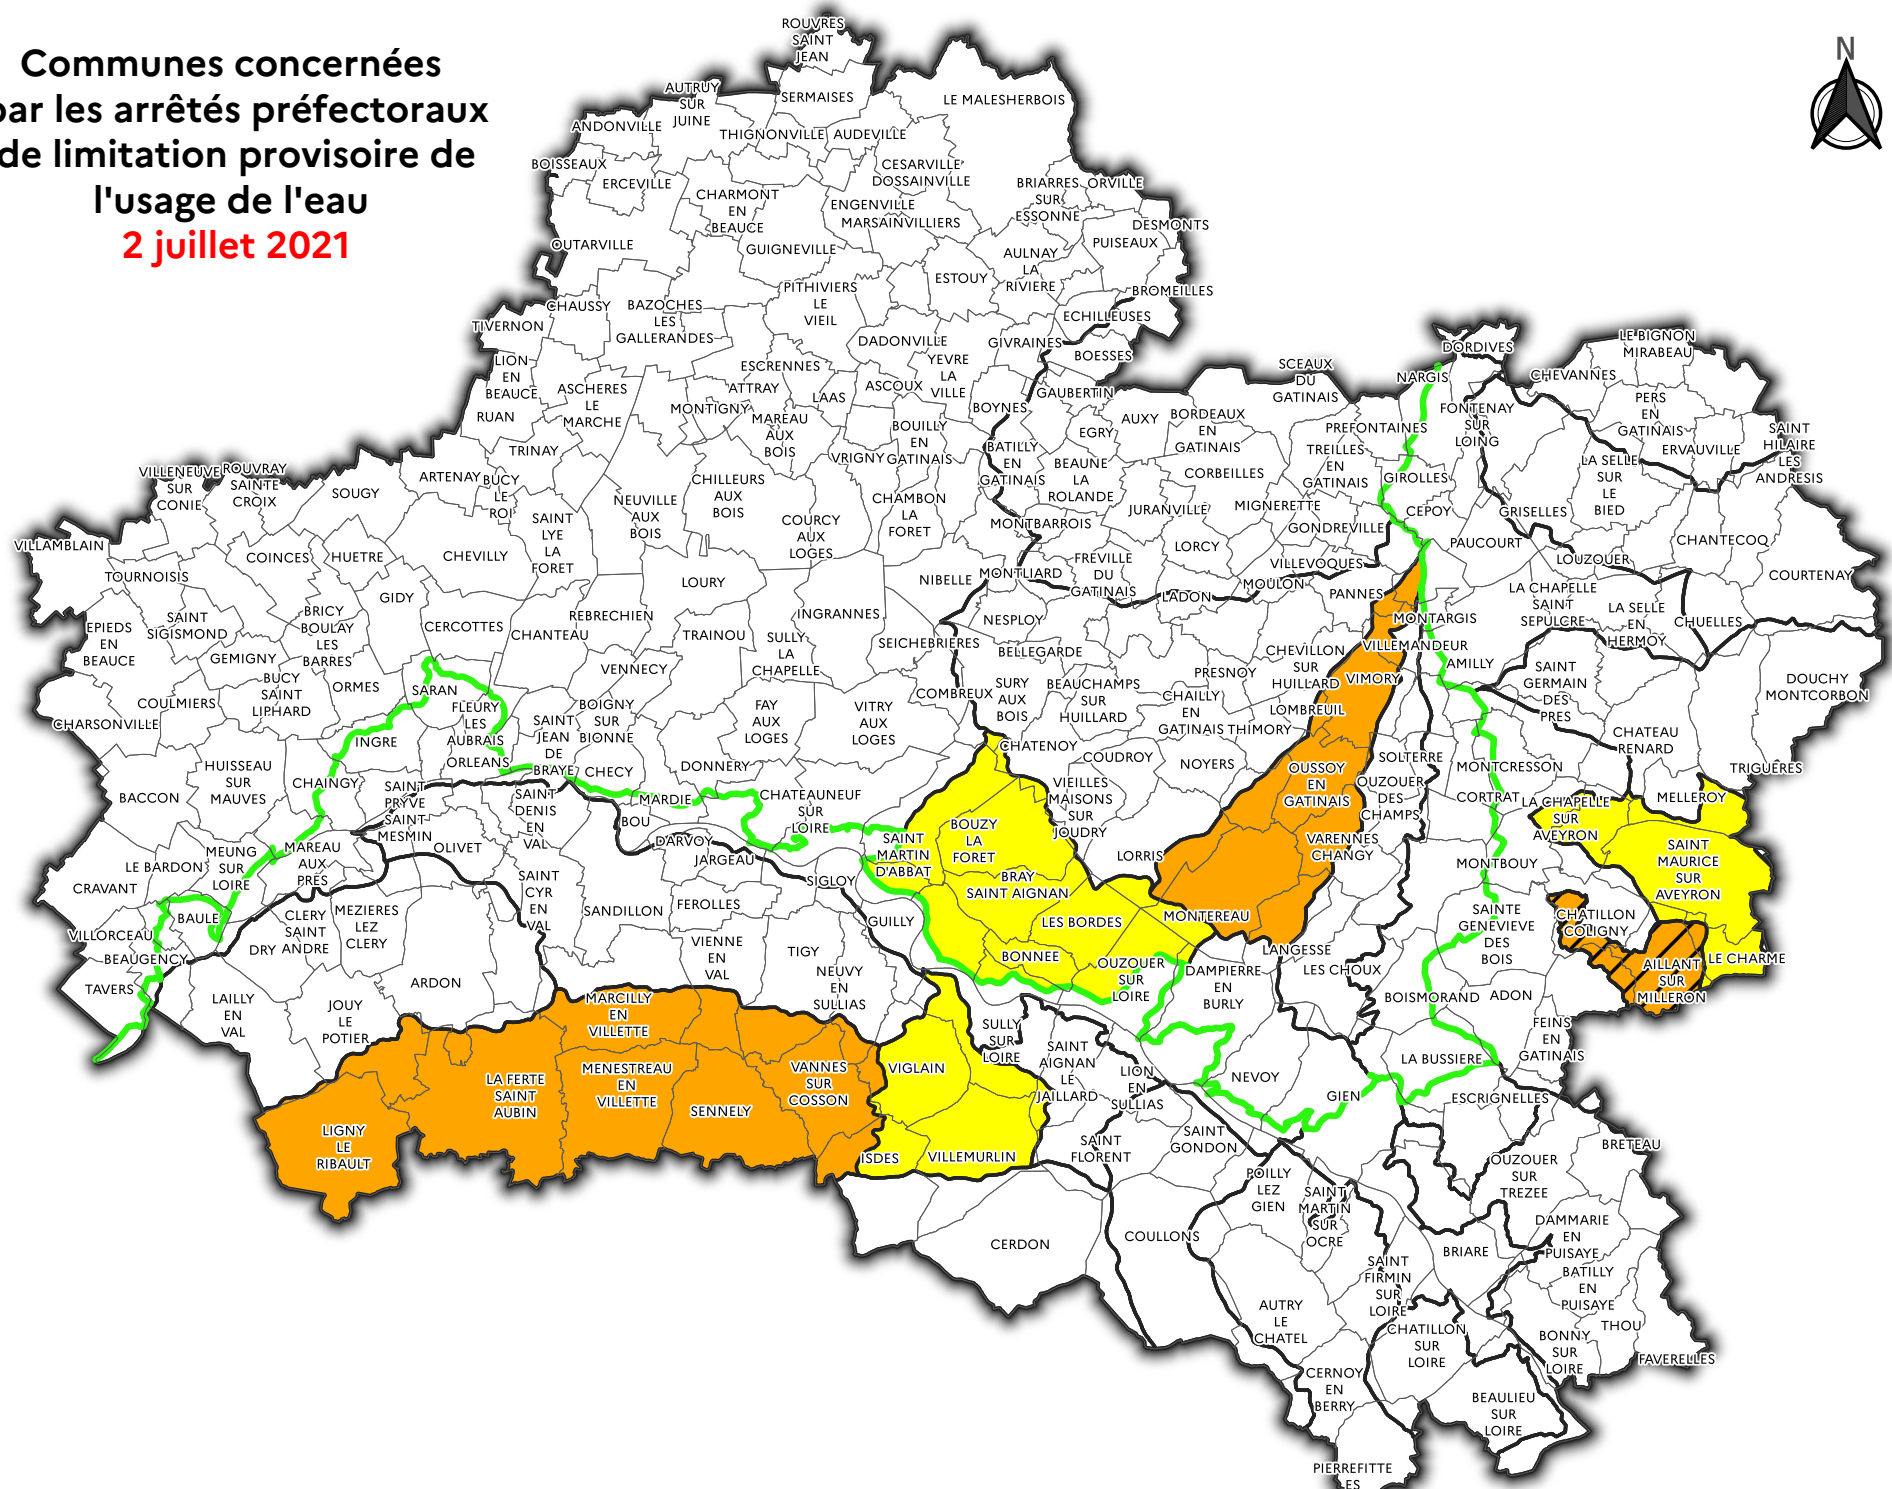 Communes concernées
par les arrêtés préfectoraux
de limitation provisoire de
l'usage de l'eau
2 juillet 2021
N
ROUVRES
SAINT
JEAN
AUTRUY
SUR
JUINE
SERMAISES
LE MALESHERBOIS
ANDONVILLE
THIGNONVILLE
AUDEVILLE
BOISSEAUX
ERCEVILLE
CESARVILLE
DOSSAINVILLE
CHARMONT
EN
BEAUCE
ENGENVILLE
MARSAINVILLIERS
BRIARRES
SUR
ESSONNE
ORVILLE
DESMONTS
PUISEAUX
OUTARVILLE
GUIGNEVILLE
AULNAY
LA
RIVIERE
ESTOUY
PITHIVIERS
LE
VIEIL
BROMEILLES
CHAUSSY
BAZOCHES
LES
GALLERANDES
ECHILLEUSES
TIVERNON
DADONVILLE
GIVRAINES
BOESSES
LION
EN
BEAUCE
ESCRENNES
YEVRE
LA
VILLE
ASCHERES
LE
MARCHE
ATTRAY
LAAS
ASCOUX
GAUBERTIN
RUAN
MONTIGNY
MAREAU
AUX
BOIS
BOYNES
AUXY
BORDEAUX
EN
GATINAIS
SCEAUX
DU
GATINAIS
NARGIS
DORDIVES
CHEVANNES
LE BIGNON
MIRABEAU
PERS
EN
GATINAIS
FONTENAY
SUR
LOING
PREFONTAINES
TREILLES
EN
GATINAIS
GIROLLES
ERVAUVILLE
SAINT
HILAIRE
LES
ANDRESIS
LA SELLE
SUR
LE
BIED
EGRY
BATILLY
EN
GATINAIS
BEAUNE
LA
ROLANDE
CORBEILLES
BOUILLY
EN
GATINAIS
VRIGNY
TRINAY
ARTENAY
BUCY
LE
ROI
VILLENEUVE
SUR
CONIE
ROUVRAY
SAINTE
CROIX
SOUGY
CHILLEURS
AUX
BOIS
NEUVILLE
AUX
BOIS
CHAMBON
LA
FORET
COURCY
AUX
LOGES
JURANVILLE
MIGNERETTE
GONDREVILLE
CEPOY
GRISELLES
MONTBARROIS
SAINT
LYE
LA
FORET
VILLAMBLAIN
COINCES
HUETRE
CHEVILLY
TOURNOISIS
LORCY
FREVILLE
DU
GATINAIS
VILLEVOQUES
PAUCOURT
LOUZOUER
CHANTECOQ
COURTENAY
MONTLIARD
NIBELLE
LOURY
LADON
MOULON
PANNES
LA CHAPELLE
SAINT
SEPULCRE
LA SELLE
EN
HERMOY
CHUELLES
GIDY
BRICY
BOULAY
LES
BARRES
SAINT
SIGISMOND
EPIEDS
EN
BEAUCE
CERCOTTES
REBRECHIEN
CHANTEAU
TRAINOU
INGRANNES
SULLY
LA
CHAPELLE
SEICHEBRIERES
NESPLOY
BELLEGARDE
MONTARGIS
VILLEMANDEUR
AMILLY
GEMIGNY
BUCY
SAINT
LIPHARD
ORMES
SARAN
VENNECY
CHEVILLON
SUR
HUILLARD
VIMORY
PRESNOY
SAINT
GERMAIN
DES
PRES
DOUCHY
MONTCORBON
COULMIERS
CHARSONVILLE
FLEURY
LES
AUBRAIS
COMBREUX
SURY
AUX
BOIS
BEAUCHAMPS
SUR
HUILLARD
CHAILLY
EN
GATINAIS
LOMBREUIL
THIMORY
BOIGNY
SUR
BIONNE
SAINT
JEAN
DE
BRAYE
FAY
AUX
LOGES
VITRY
AUX
LOGES
INGRE
ORLEANS
CHATENOY
COUDROY
NOYERS
SOLTERRE
MONTCRESSON
CHATEAU
RENARD
TRIGUERES
HUISSEAU
SUR
MAUVES
CHAINGY
SAINT
PRYVE
SAINT
MESMIN
CHECY
DONNERY
BACCON
MARDIE
CHATEAUNEUF
SUR
LOIRE
SAINT
DENIS
EN
VAL
BOU
VIEILLES
MAISONS
SUR
JOUDRY
OUSSOY
EN
GATINAIS
OUZOUER
DES
CHAMPS
CORTRAT
LA CHAPELLE
SUR
AVEYRON
MELLEROY
BOUZY
LA
FORET
SAINT
MARTIN
D'ABBAT
OLIVET
DARVOY
JARGEAU
VARENNES
CHANGY
SAINT
MAURICE
SUR
AVEYRON
LE BARDON
MEUNG
SUR
LOIRE
MAREAU
AUX
PRÉS
CRAVANT
LORRIS
MONTBOUY
SIGLOY
BRAY
SAINT AIGNAN
SAINT
CYR
EN
VAL
SANDILLON
FEROLLES
BAULE
CLERY
SAINT
ANDRE
MEZIERES
LEZ
CLERY
DRY
GUILLY
LES BORDES
MONTEREAU
SAINTE
GENEVIEVE
DES
BOIS
CHATILLON
COLIGNY
VILLORCEAU
BEAUGENCY
TAVERS
VIENNE
EN
VAL
TIGY
NEUVY
EN
SULLIAS
BONNEE
OUZOUER
SUR
LOIRE
DAMPIERRE
EN
BURLY
LANGESSE
LES CHOUX
LE CHARME
AILLANT
SUR
MILLERON
LAILLY
EN
VAL
JOUY
LE
POTIER
ARDON
MARCILLY
EN
VILLETTE
BOISMORAND
ADON
FEINS
EN
GATINAIS
SULLY
SUR
LOIRE
SAINT
AIGNAN
LE
JAILLARD
LION
EN
SULLIAS
NEVOY
GIEN
LA BUSSIERE
ESCRIGNELLES
VIGLAIN
VANNES
SUR
COSSON
MENESTREAU
EN
VILLETTE
SENNELY
LA FERTE
SAINT
AUBIN
LIGNY
LE
RIBAULT
ISDES
VILLEMURLIN
SAINT
FLORENT
SAINT
GONDON
BRETEAU
OUZOUER
SUR
TREZEE
POILLY
LEZ
GIEN
SAINT
MARTIN
SUR
OCRE
CERDON
COULLONS
DAMMARIE
EN
PUISAYE
BRIARE
SAINT
FIRMIN
SUR
LOIRE
BATILLY
EN
PUISAYE
AUTRY
LE
CHATEL
CHATILLON
SUR
LOIRE
THOU
BONNY
SUR
LOIRE
FAVERELLES
CERNOY
EN
BERRY
BEAULIEU
SUR
LOIRE
PIERREFITTE
ES